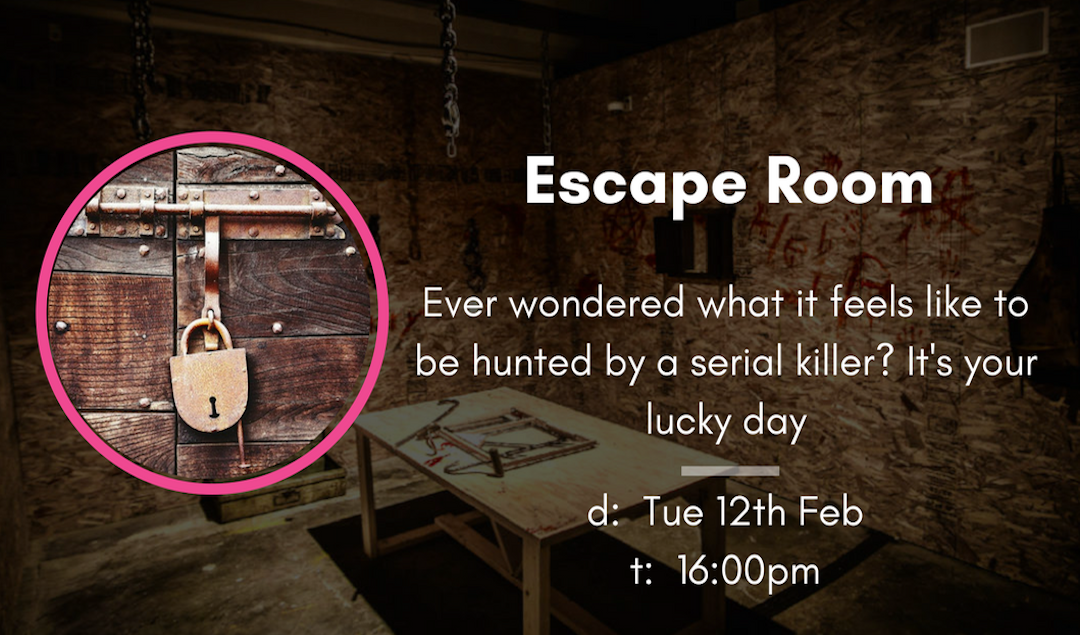 Escape Room
Ever wondered what it feels like to
be hunted by a serial killer? It's your
lucky day
d: Tue 12th Feb
t: 16:00pm